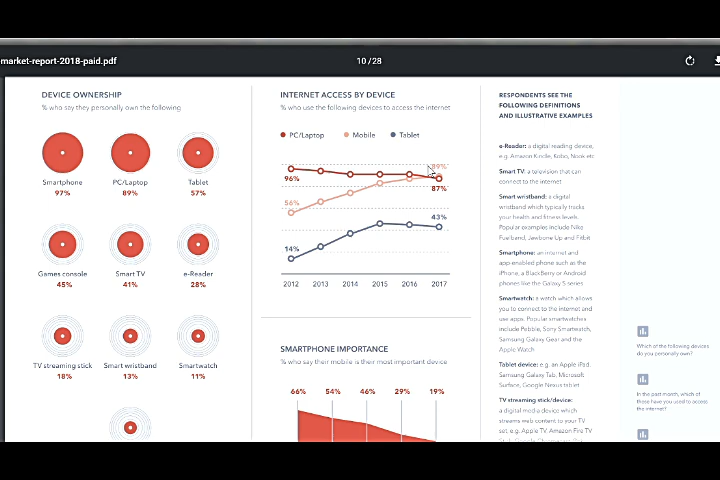 market-report-2018-paid.pdf
10 / 28
DEVICE OWNERSHIP
% who say they personally own the following
Smartphone
97%
PC/Laptop
89%
Tablet
57%
Games console
45%
Smart TV
41%
e-Reader
28%
TV streaming stick
18%
Smart wristband
13%
Smartwatch
11%
INTERNET ACCESS BY DEVICE
% who use the following devices to access the internet
PC/Laptop
Mobile
Tablet
96%
56%
14%
89%
87%
43%
2012 2013 2014 2015 2016 2017
SMARTPHONE IMPORTANCE
% who say their mobile is their most important device
66% 54% 46% 29% 19%
RESPONDENTS SEE THE
FOLLOWING DEFINITIONS
AND ILLUSTRATIVE EXAMPLES
e-Reader: a digital reading device,
e.g. Amazon Kindle, Kobo, Nook etc
Smart TV: a television that can
connect to the internet
Smart wristband: a digital
wristband which typically tracks
your health and fitness levels.
Popular examples include Nike
Fuelband, Jawbone Up and Fitbit
Smartphone: an internet and
app-enabled phone such as the
iPhone, a BlackBerry or Android
phones like the Galaxy S series
Smartwatch: a watch which allows
you to connect to the internet and
use apps. Popular smartwatches
include Pebble, Sony Smartwatch,
Samsung Galaxy Gear and the
Apple Watch
Tablet device: e.g. an Apple iPad,
Samsung Galaxy Tab, Microsoft
Surface, Google Nexus tablet
TV streaming stick/device:
a digital media device which
streams web content to your TV
set, e.g. Apple TV, Amazon Fire TV
Which of the following devices
do you personally own?
In the past month, which of
these have you used to access
the internet?